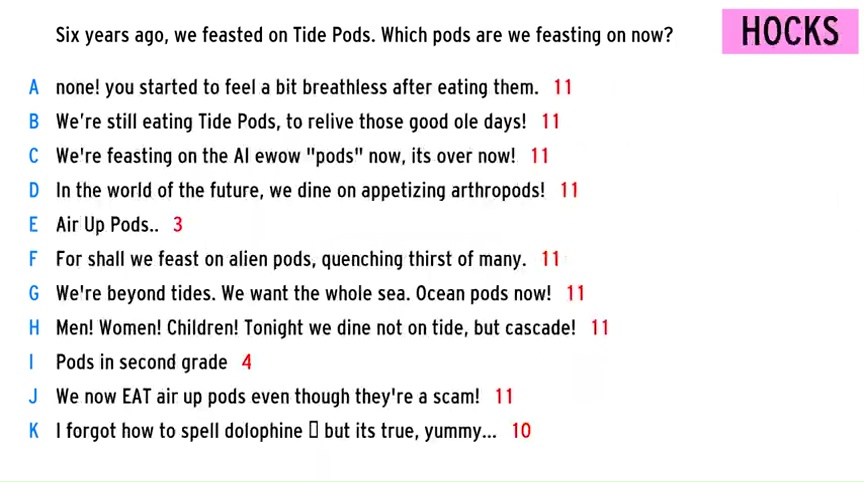 Six years ago, we feasted on Tide Pods. Which pods are we feasting on now?
HOCKS
A none! you started to feel a bit breathless after eating them. 11
B We're still eating Tide Pods, to relive those good ole days! 11
C We're feasting on the AI ewow "pods" now, its over now! 11
D In the world of the future, we dine on appetizing arthropods! 11
E Air Up Pods.. 3
F For shall we feast on alien pods, quenching thirst of many. 11
G We're beyond tides. We want the whole sea. Ocean pods now! 11
H Men! Women! Children! Tonight we dine not on tide, but cascade! 11
I Pods in second grade 4
J We now EAT air up pods even though they're a scam! 11
K I forgot how to spell dolophine ▯ but its true, yummy... 10